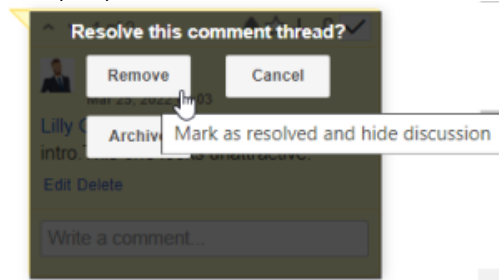 Resolve this comment thread?
Remove
Cancel
Mar 25, 2022 03
Lilly
Archive
Mark as resolved and hide discussion
intro. unattractive.
Edit Delete
Write a comment...